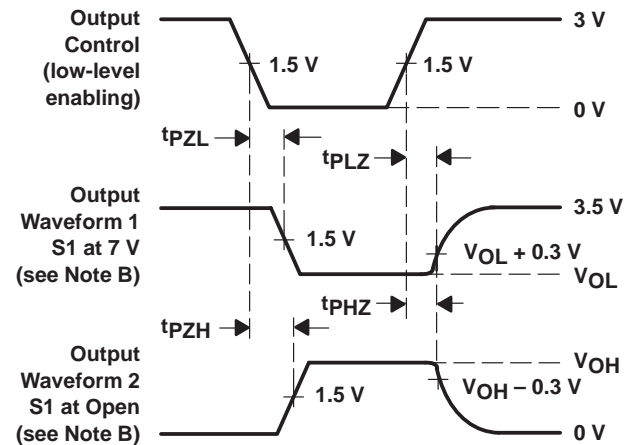 Output
Control
(low-level
enabling)
3 V
1.5 V
1.5 V
0 V
tPZL
tPLZ
Output
Waveform 1
S1 at 7 V
(see Note B)
3.5 V
1.5 V
VOL + 0.3 V
VOL
tPHZ
tPZH
Output
Waveform 2
S1 at Open
(see Note B)
VOH
1.5 V
VOH – 0.3 V
0 V